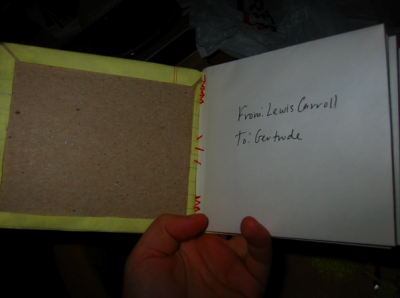 From: Lewis Carroll
To: Gertrude